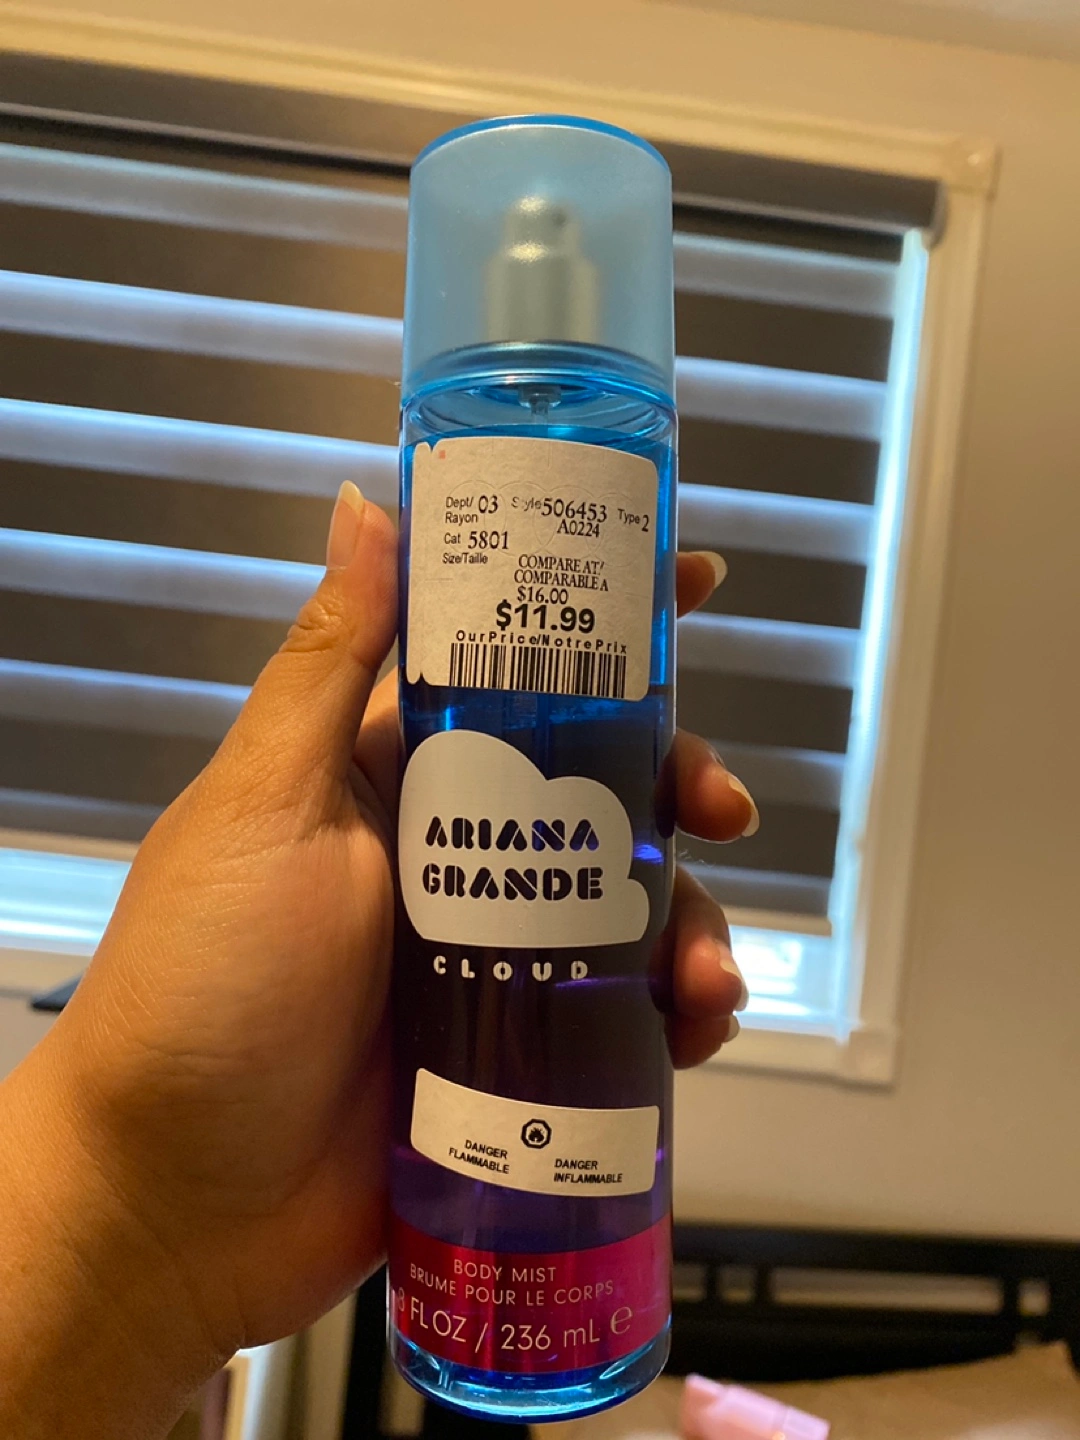 Dept/ 03 Style 506453 Type 2
Rayon A0224
Cat 5801
Size/Taille
COMPARE AT/
COMPARABLE A
$16.00
$11.99
OurPrice/NotrePrix
ARIANA
GRANDE
CLOUD
DANGER
FLAMMABLE
DANGER
INFLAMMABLE
BODY MIST
BRUME POUR LE CORPS
8 FL OZ / 236 mL e